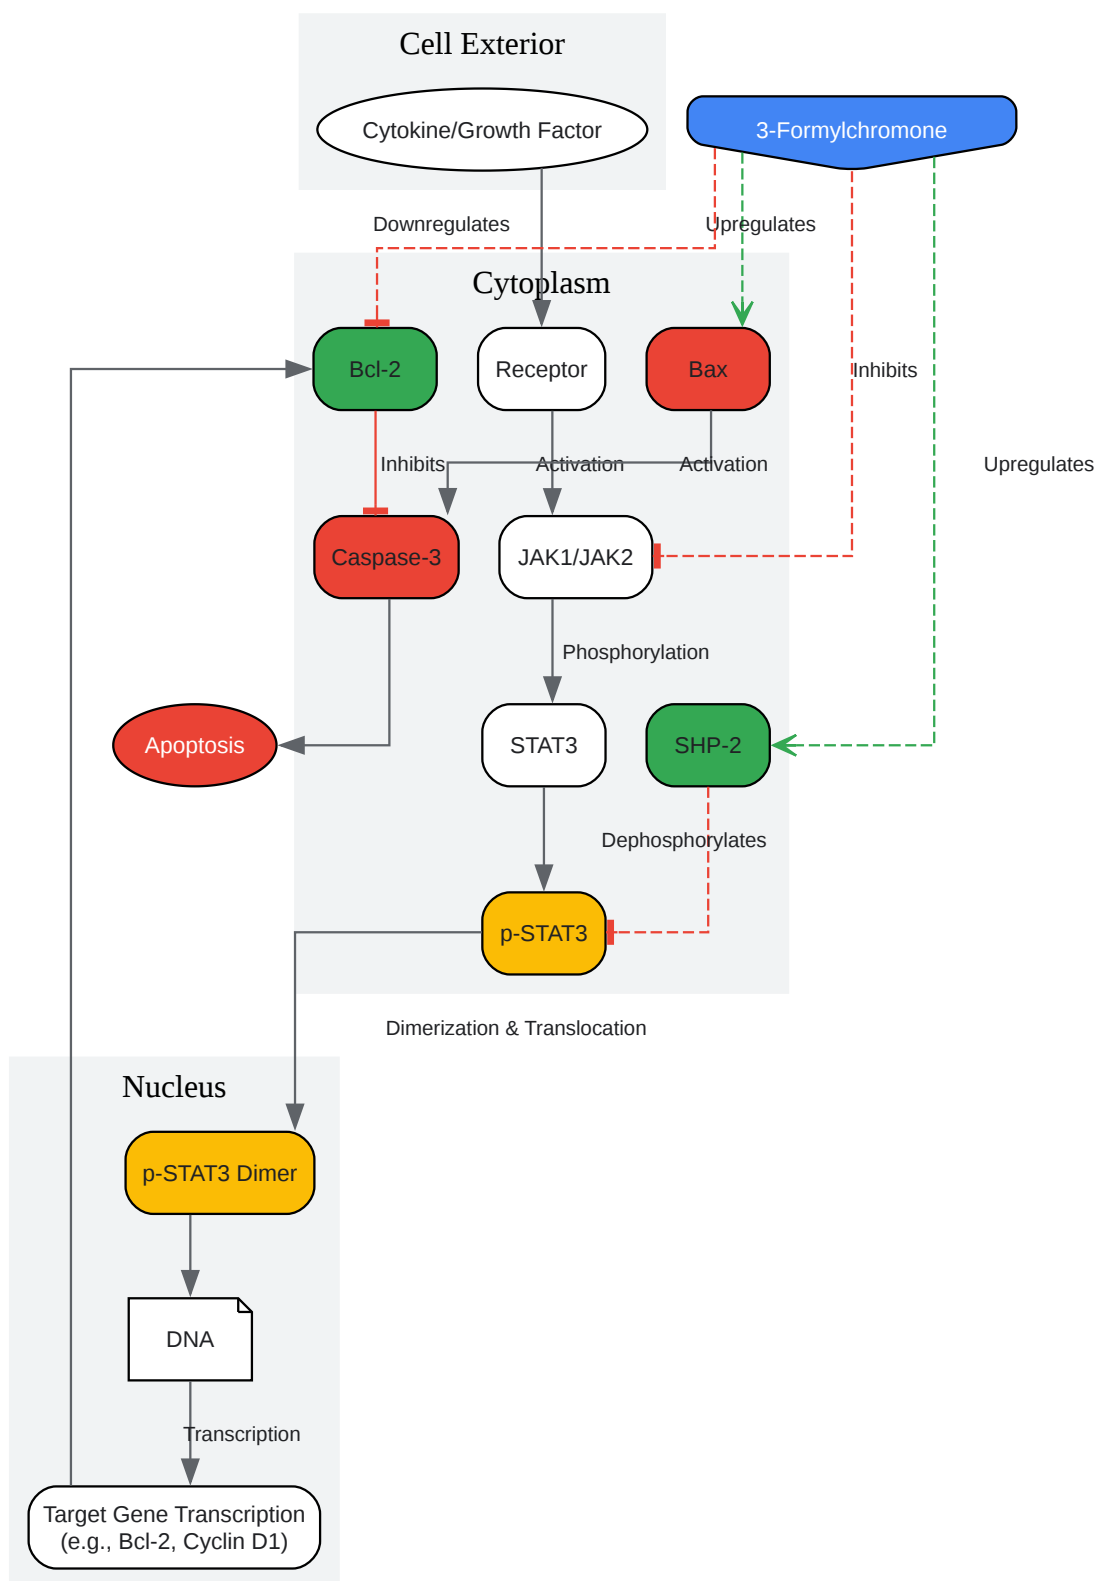 Cell Exterior
Cytokine/Growth Factor
3-Formylchromone
Downregulates
Upregulates
Cytoplasm
Bcl-2
Receptor
Bax
Inhibits
Inhibits
Activation
Activation
Upregulates
Caspase-3
JAK1/JAK2
Phosphorylation
Apoptosis
STAT3
SHP-2
Dephosphorylates
p-STAT3
Dimerization & Translocation
Nucleus
p-STAT3 Dimer
DNA
Transcription
Target Gene Transcription
(e.g., Bcl-2, Cyclin D1)